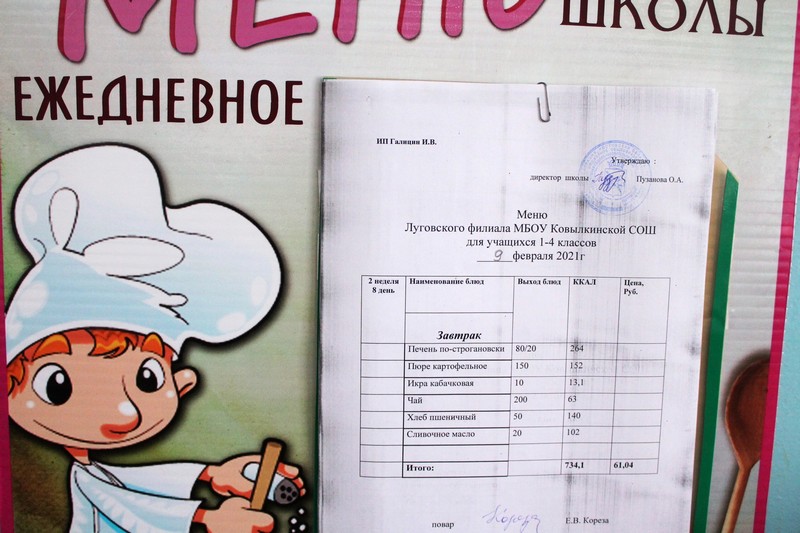 МЕНЮ
ШКОЛЫ
ЕЖЕДНЕВНОЕ
ИП Галицин И.В.
Утверждаю :
директор школы Пузанова О.А.
Меню
Луговского филиала МБОУ Ковылкинской СОШ
для учащихся 1-4 классов
9 февраля 2021г
2 неделя 8 день Наименование блюд Выход блюд ККАЛ Цена, Руб.
Завтрак
Печень по-строгановски 80/20 264
Пюре картофельное 150 152
Икра кабачковая 10 13,1
Чай 200 63
Хлеб пшеничный 50 140
Сливочное масло 20 102
Итого: 734,1 61,04
повар Кореза Е.В. Кореза